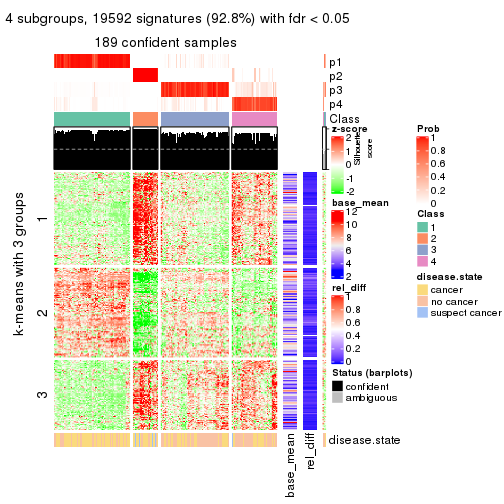 4 subgroups, 19592 signatures (92.8%) with fdr < 0.05
189 confident samples
p1
p2
p3
p4
Class
Silhouette
score
k-means with 3 groups
1
2
3
base_mean
rel_diff
disease.state
z-score
2
1
0
-1
-2
base_mean
12
10
8
6
4
2
rel_diff
1
0.8
0.6
0.4
0.2
0
Status (barplots)
confident
ambiguous
Prob
1
0.8
0.6
0.4
0.2
0
Class
1
2
3
4
disease.state
cancer
no cancer
suspect cancer